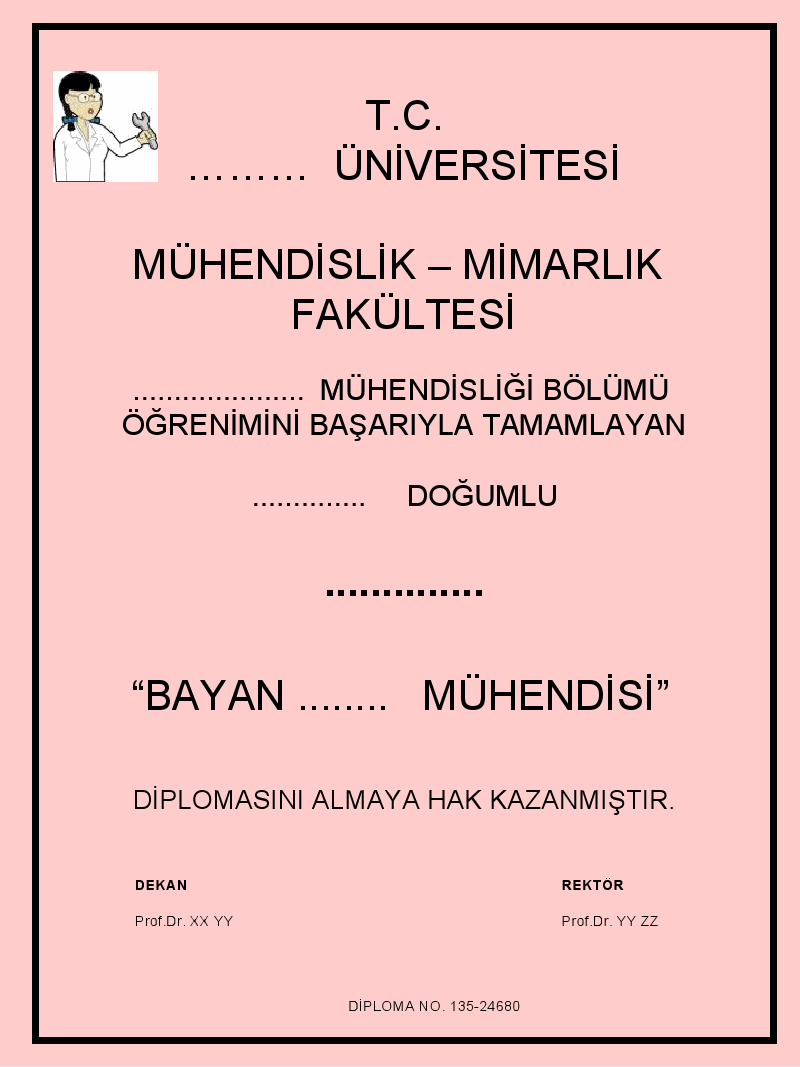 T.C.
……… ÜNİVERSİTESİ
MÜHENDİSLİK – MİMARLIK
FAKÜLTESİ
..................... MÜHENDİSLİĞİ BÖLÜMÜ
ÖĞRENİMİNİ BAŞARIYLA TAMAMLAYAN
.............. DOĞUMLU
..............
“BAYAN ........ MÜHENDİSİ”
DİPLOMASINI ALMAYA HAK KAZANMIŞTIR.
DEKAN REKTÖR
Prof.Dr. XX YY Prof.Dr. YY ZZ
DİPLOMA NO. 135-24680